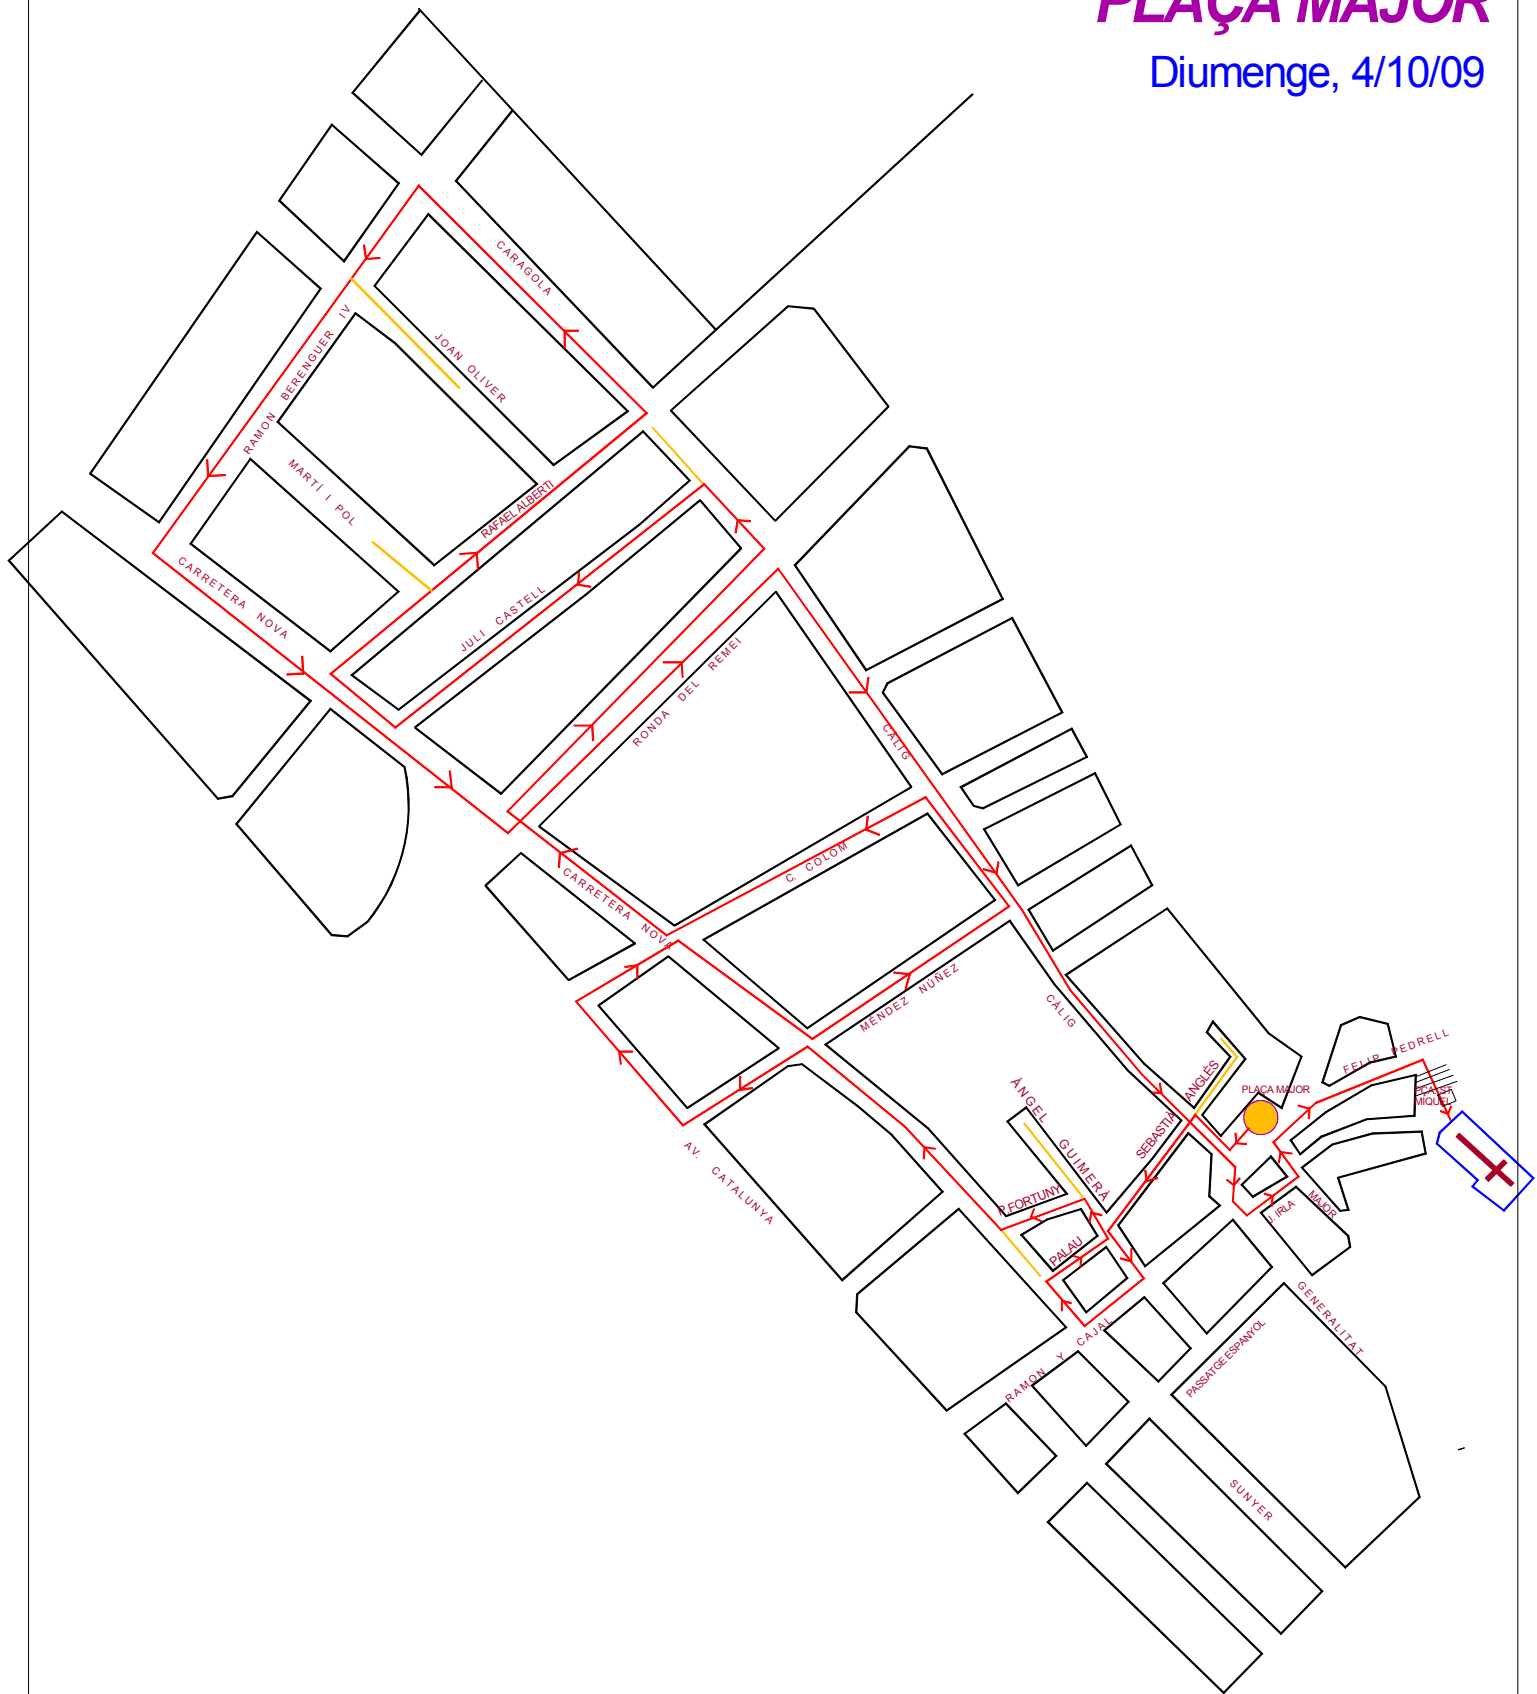 PLAÇA MAJOR
Diumenge, 4/10/09
CARAGOLA
RAMON BERENGUER IV
JOAN OLIVER
MARTÍ I POL
RAFAEL ALBERTI
CARRETERA NOVA
JULI CASTELL
RONDA DEL REMEI
CÀLIG
C. COLOM
CARRETERA NOVA
MÉNDEZ NÚÑEZ
CÀLIG
FELIP PEDRELL
SEBASTIÀ ANGLÈS
PLAÇA MAJOR
MIQUEL
ÀNGEL GUIMERÀ
AV. CATALUNYA
P.FORTUNY
PALAU
J. IRLA
MAJOR
RAMON Y CAJAL
GENERALITAT
PASSATGE ESPANYOL
SUNYER